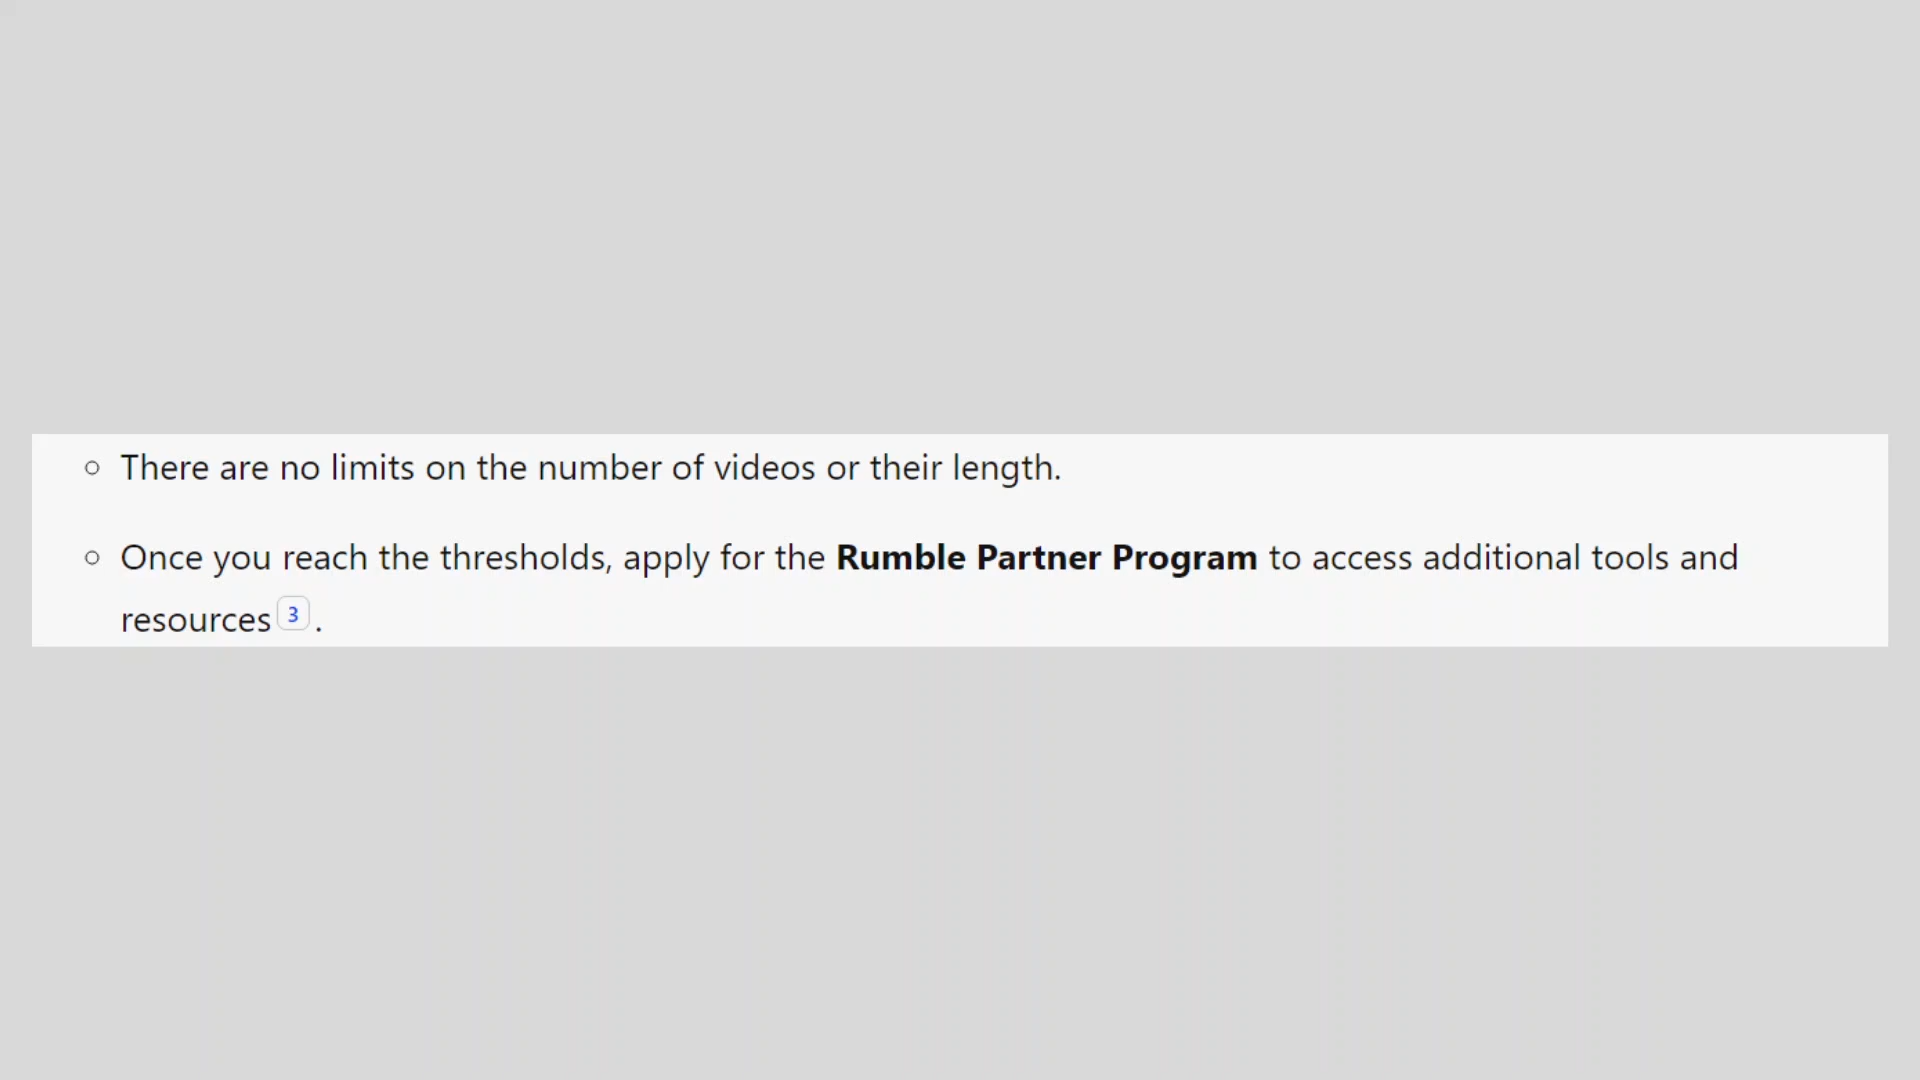 There are no limits on the number of videos or their length.
Once you reach the thresholds, apply for the Rumble Partner Program to access additional tools and
resources 3 .